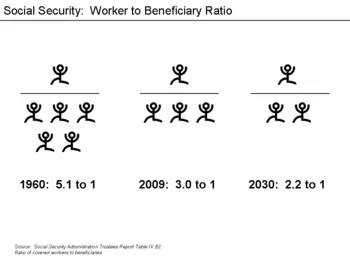 Social Security: Worker to Beneficiary Ratio
1960: 5.1 to 1
2009: 3.0 to 1
2030: 2.2 to 1
Source: Social Security Administration Trustees Report Table IV.B2
Ratio of covered workers to beneficiaries